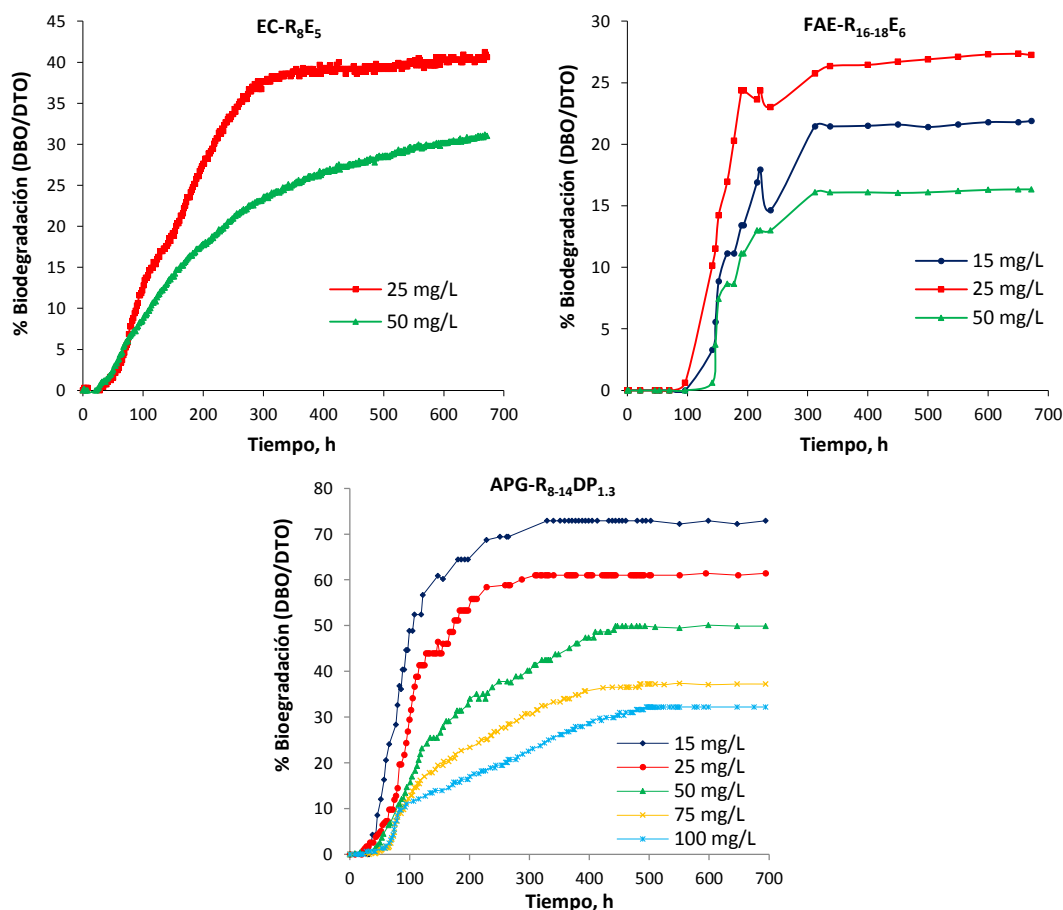 EC-R8E5
% Biodegradación (DBO/DTO)
45
40
35
30
25
20
15
10
5
0
0 100 200 300 400 500 600 700
Tiempo, h
25 mg/L
50 mg/L
FAE-R16-18E6
% Biodegradación (DBO/DTO)
30
25
20
15
10
5
0
0 100 200 300 400 500 600 700
Tiempo, h
15 mg/L
25 mg/L
50 mg/L
APG-R8-14DP1.3
% Bioegradación (DBO/DTO)
80
70
60
50
40
30
20
10
0
0 100 200 300 400 500 600 700
Tiempo, h
15 mg/L
25 mg/L
50 mg/L
75 mg/L
100 mg/L